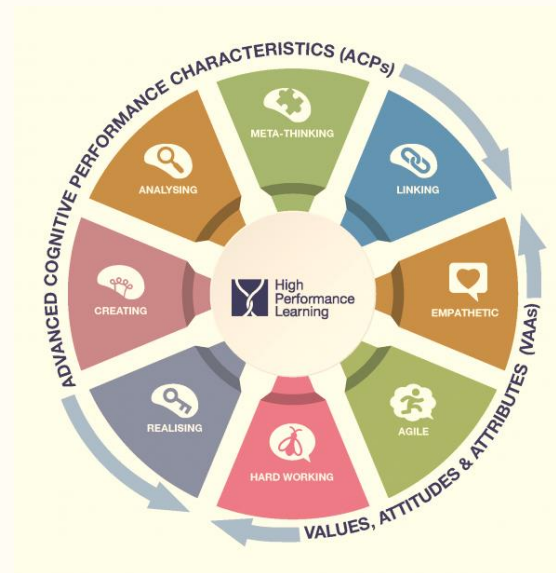 ADVANCED COGNITIVE PERFORMANCE CHARACTERISTICS (ACPs)
META-THINKING
LINKING
EMPATHETIC
AGILE
HARD WORKING
REALISING
CREATING
ANALYSING
High
Performance
Learning
VALUES, ATTITUDES & ATTRIBUTES (VAAs)